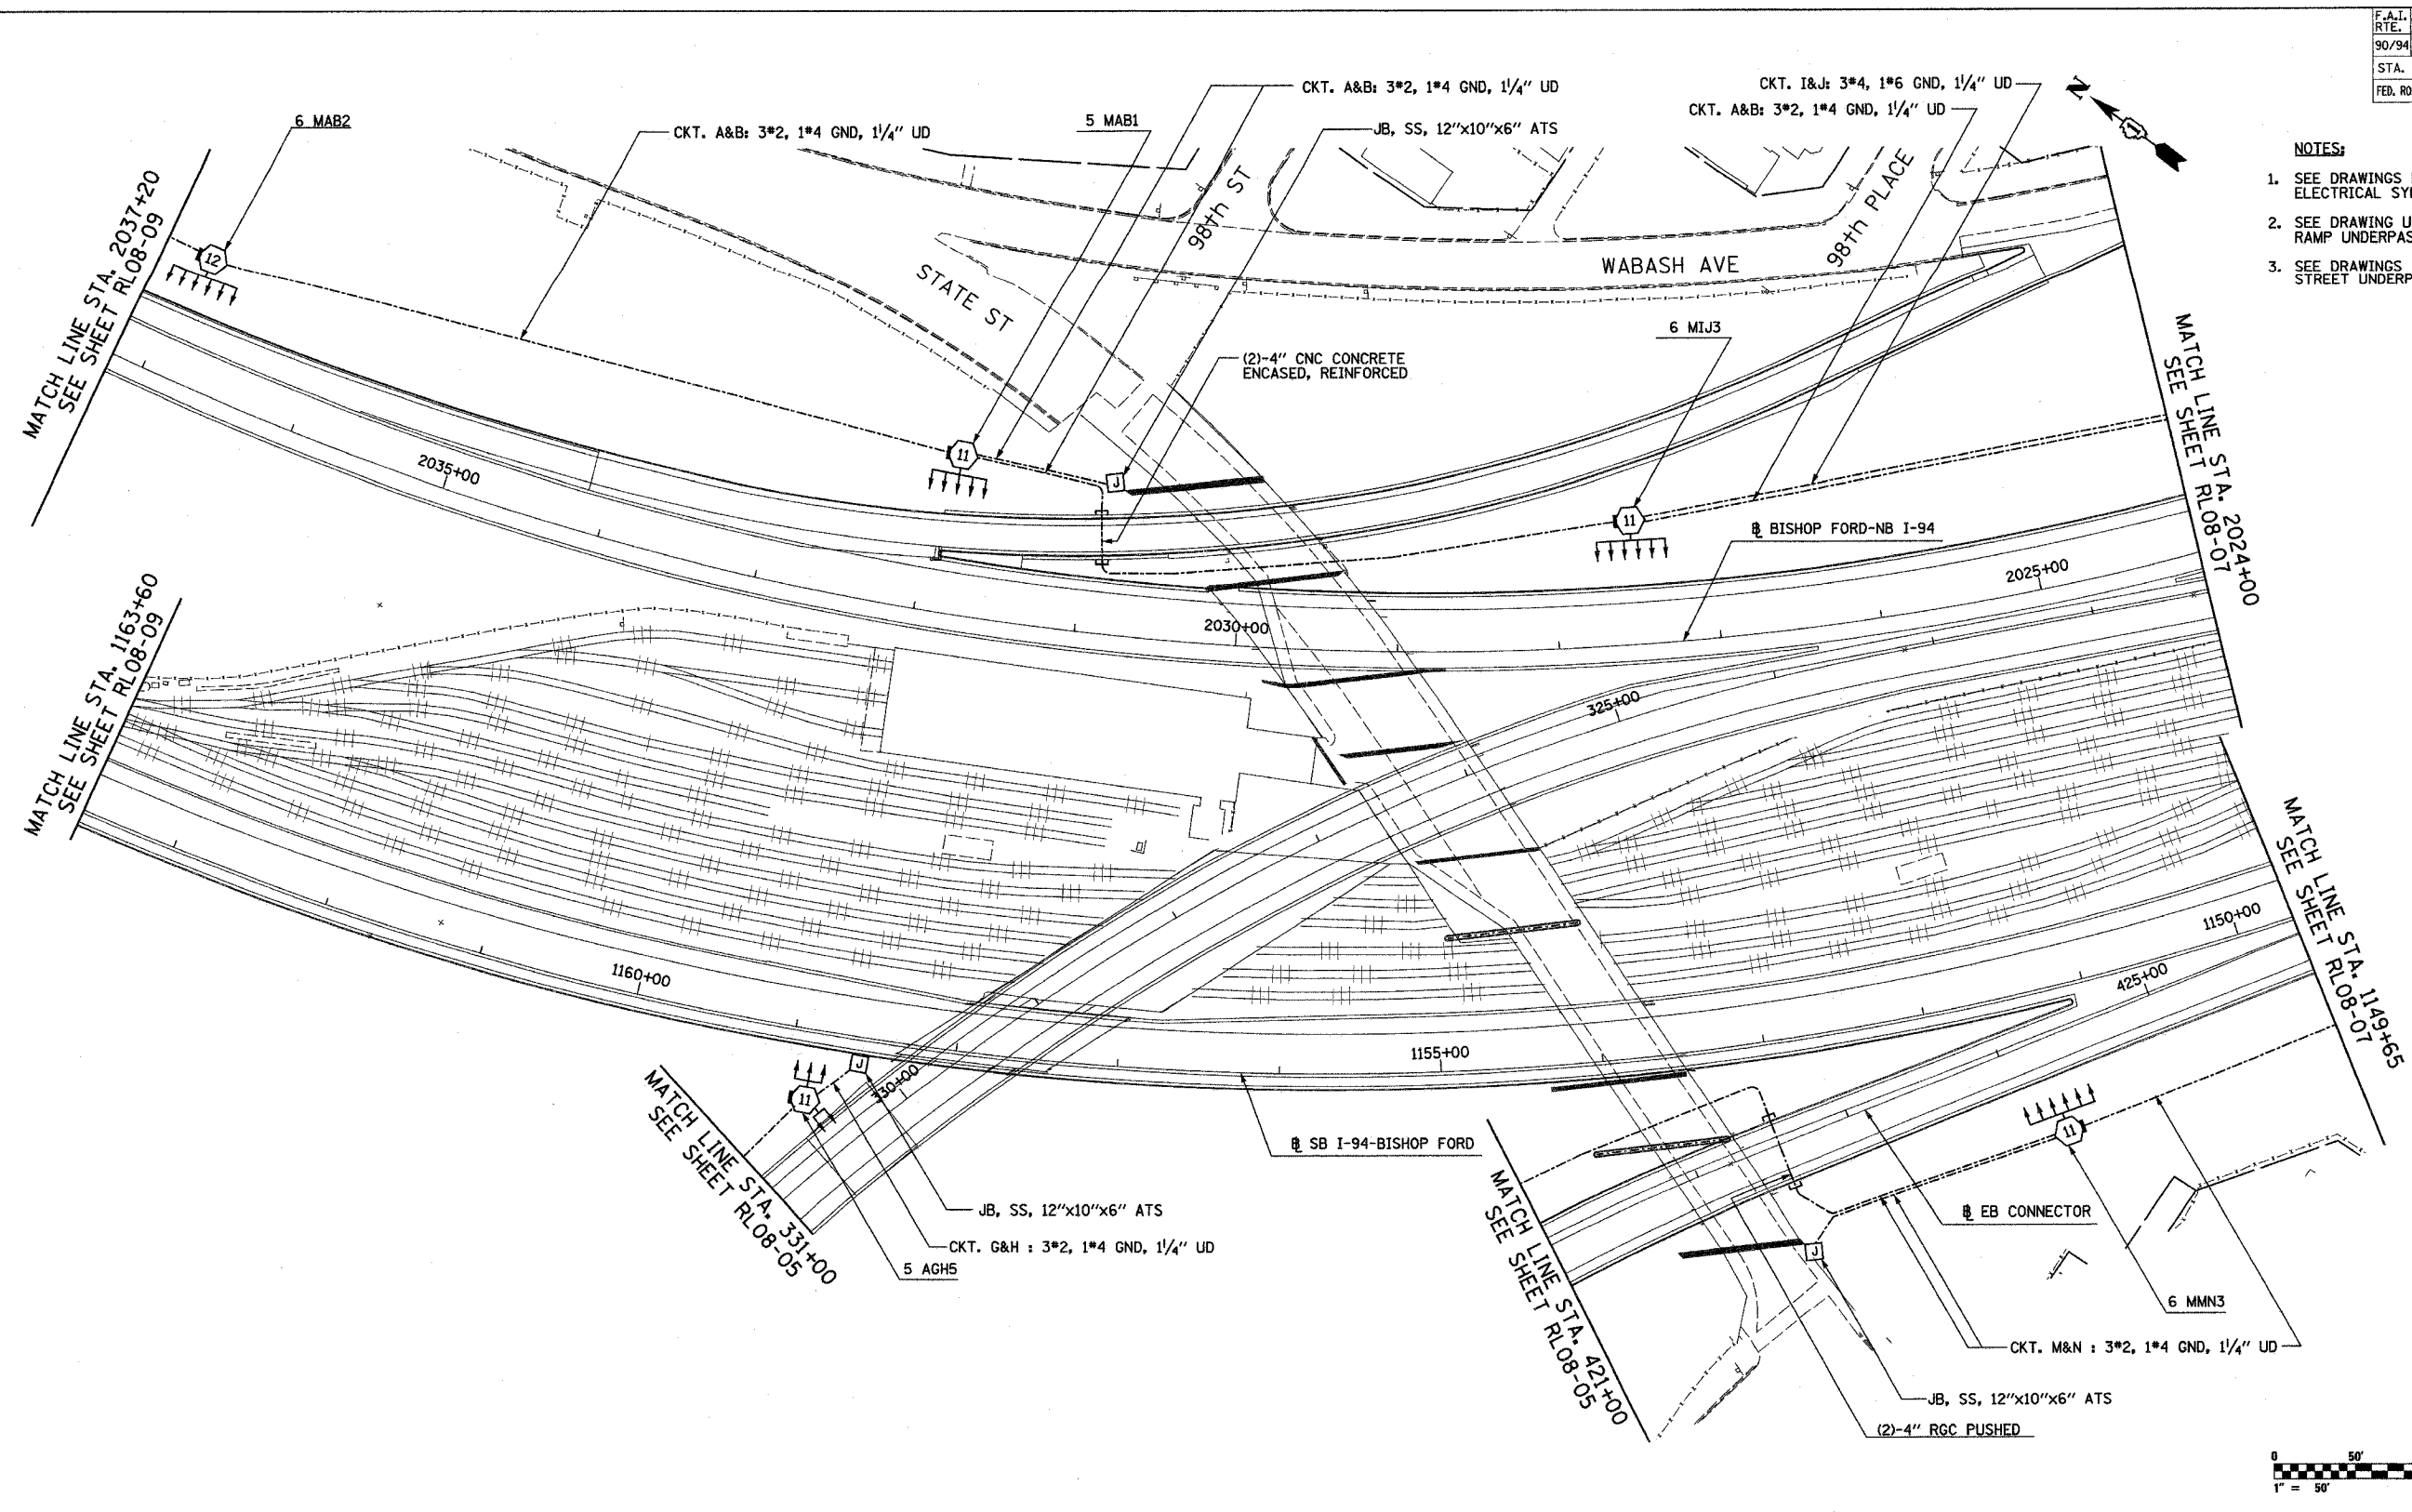 F.A.I.
RTE.
90/94
STA.
FED. RO
N
NOTES:
1. SEE DRAWINGS
ELECTRICAL SY
2. SEE DRAWING U
RAMP UNDERPAS
3. SEE DRAWINGS
STREET UNDERP
6 MAB2
CKT. A&B: 3#2, 1#4 GND, 1¼" UD
5 MAB1
CKT. A&B: 3#2, 1#4 GND, 1¼" UD
JB, SS, 12"x10"x6" ATS
CKT. I&J: 3#4, 1#6 GND, 1¼" UD
CKT. A&B: 3#2, 1#4 GND, 1¼" UD
MATCH LINE STA. 2037+20
SEE SHEET RL08-09
12
98th ST
98th PLACE
STATE ST
WABASH AVE
6 MIJ3
(2)-4" CNC CONCRETE
ENCASED, REINFORCED
MATCH LINE STA. 2024+00
SEE SHEET RL08-07
2035+00
11
J
11
℄ BISHOP FORD-NB I-94
2025+00
2030+00
MATCH LINE STA. 1163+60
SEE SHEET RL08-09
325+00
MATCH LINE STA. 1149+65
SEE SHEET RL08-07
1150+00
425+00
1160+00
1155+00
J
11
330+00
MATCH LINE STA. 331+00
SEE SHEET RL08-05
℄ SB I-94-BISHOP FORD
11
JB, SS, 12"x10"x6" ATS
CKT. G&H : 3#2, 1#4 GND, 1¼" UD
5 AGH5
MATCH LINE STA. 421+00
SEE SHEET RL08-05
J
℄ EB CONNECTOR
6 MMN3
CKT. M&N : 3#2, 1#4 GND, 1¼" UD
JB, SS, 12"x10"x6" ATS
(2)-4" RGC PUSHED
0 50'
1" = 50'